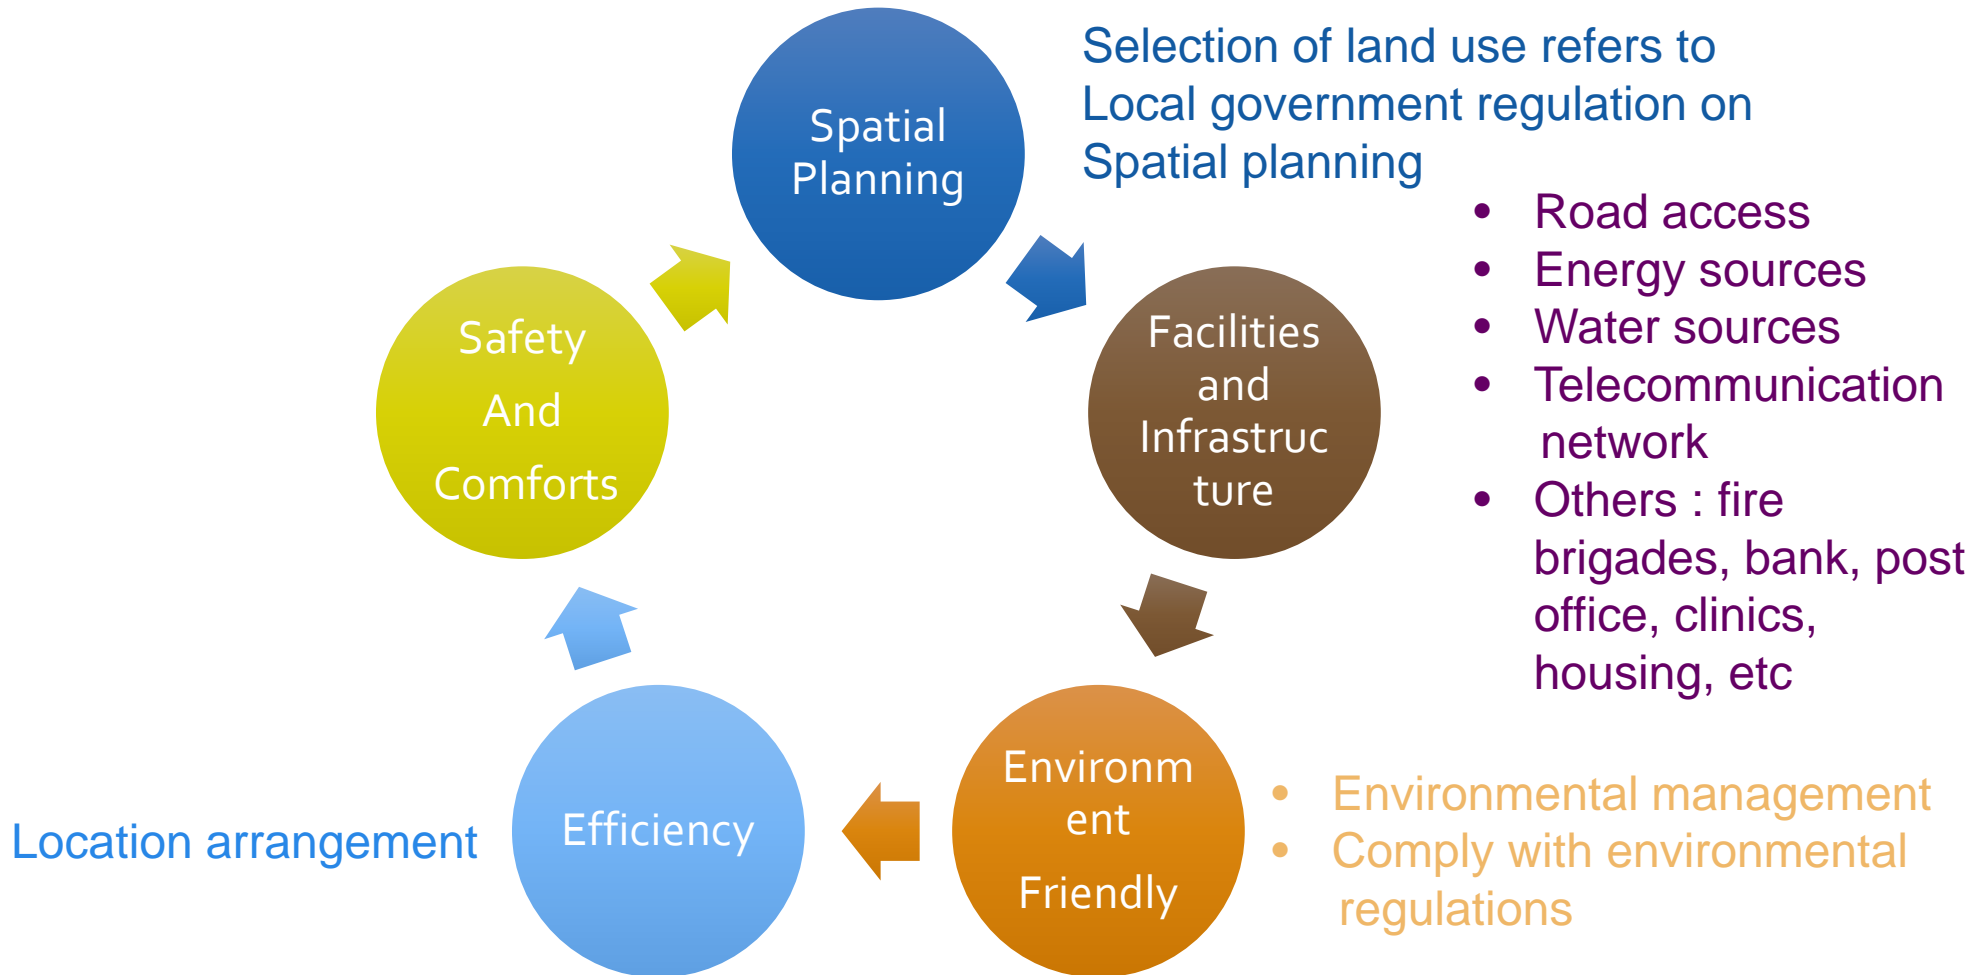 Spatial
Planning
Selection of land use refers to
Local government regulation on
Spatial planning
Facilities
and
Infrastruc
ture
• Road access
• Energy sources
• Water sources
• Telecommunication
network
• Others : fire
brigades, bank, post
office, clinics,
housing, etc
Environm
ent
Friendly
• Environmental management
• Comply with environmental
regulations
Efficiency
Location arrangement
Safety
And
Comforts